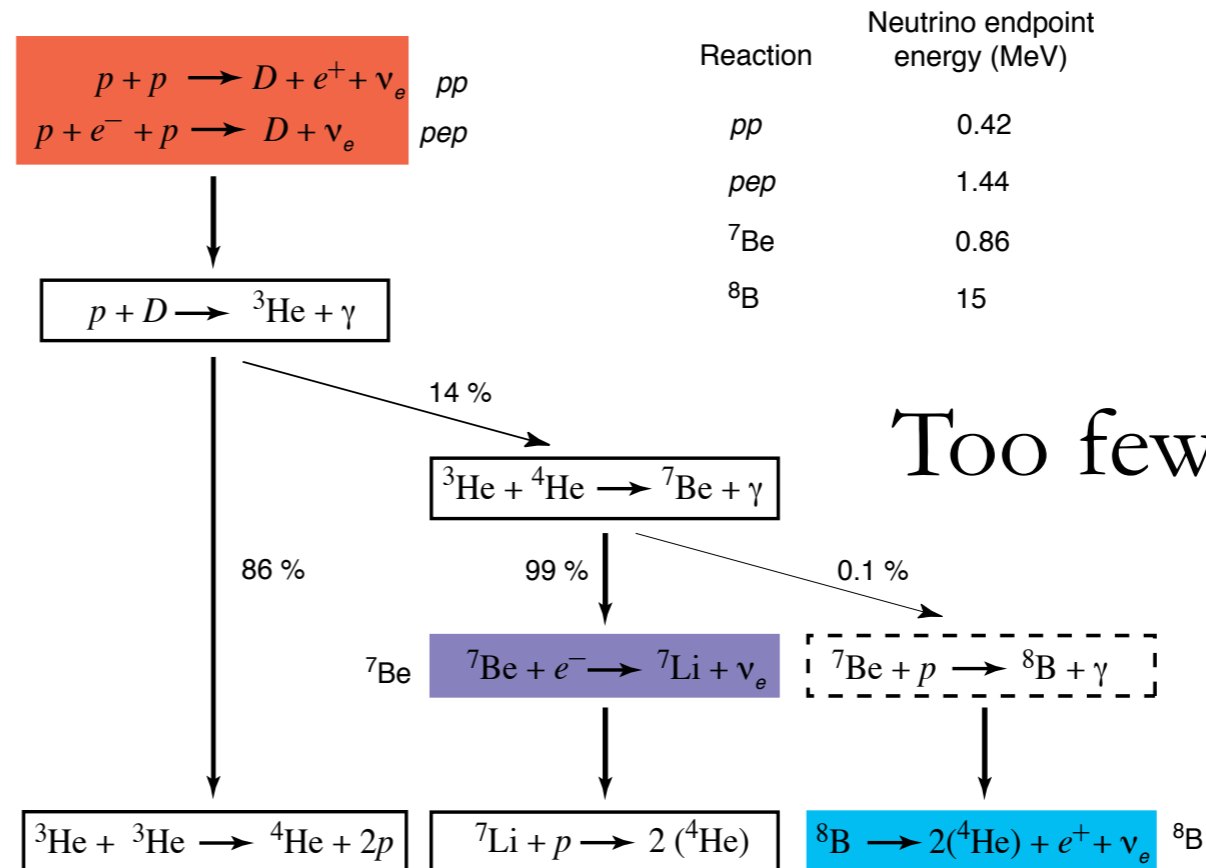 p + p → D + e⁺ + νₑ pp
p + e⁻ + p → D + νₑ pep
Reaction Neutrino endpoint energy (MeV)
pp 0.42
pep 1.44
⁷Be 0.86
⁸B 15
p + D → ³He + γ
14 %
Too few
³He + ⁴He → ⁷Be + γ
86 %
99 %
0.1 %
⁷Be ⁷Be + e⁻ → ⁷Li + νₑ
⁷Be + p → ⁸B + γ
³He + ³He → ⁴He + 2p
⁷Li + p → 2 (⁴He)
⁸B → 2(⁴He) + e⁺ + νₑ ⁸B